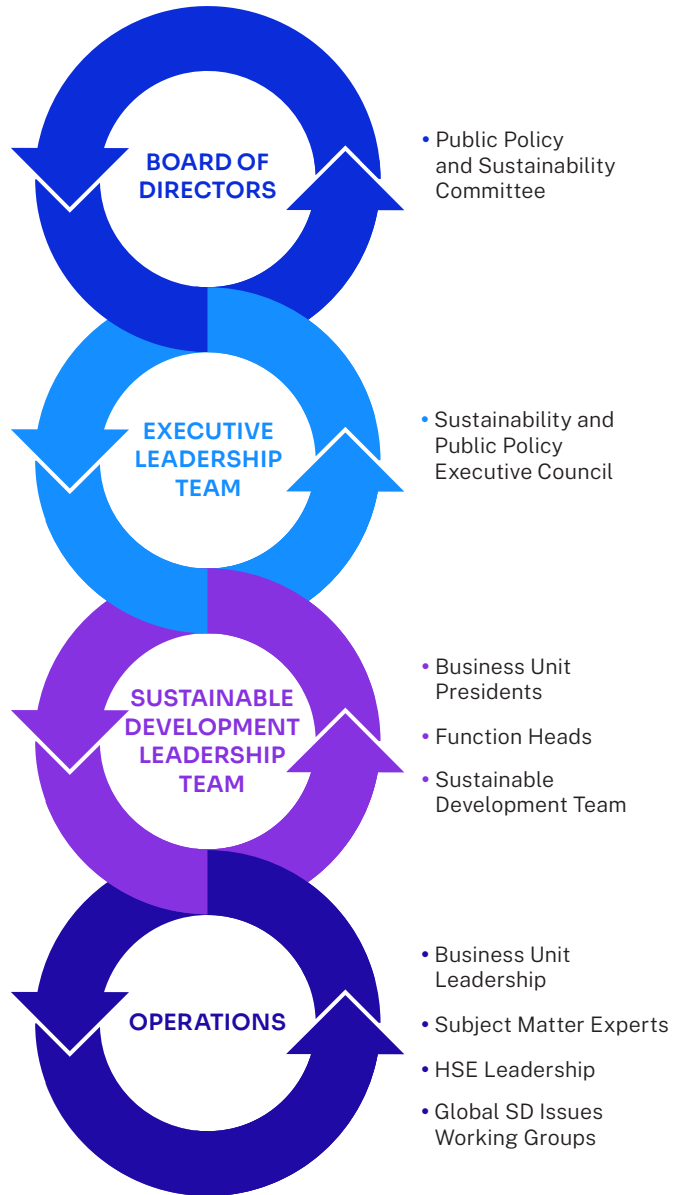 BOARD OF
DIRECTORS
• Public Policy
and Sustainability
Committee
EXECUTIVE
LEADERSHIP
TEAM
• Sustainability and
Public Policy
Executive Council
SUSTAINABLE
DEVELOPMENT
LEADERSHIP
TEAM
• Business Unit
Presidents
• Function Heads
• Sustainable
Development Team
OPERATIONS
• Business Unit
Leadership
• Subject Matter Experts
• HSE Leadership
• Global SD Issues
Working Groups